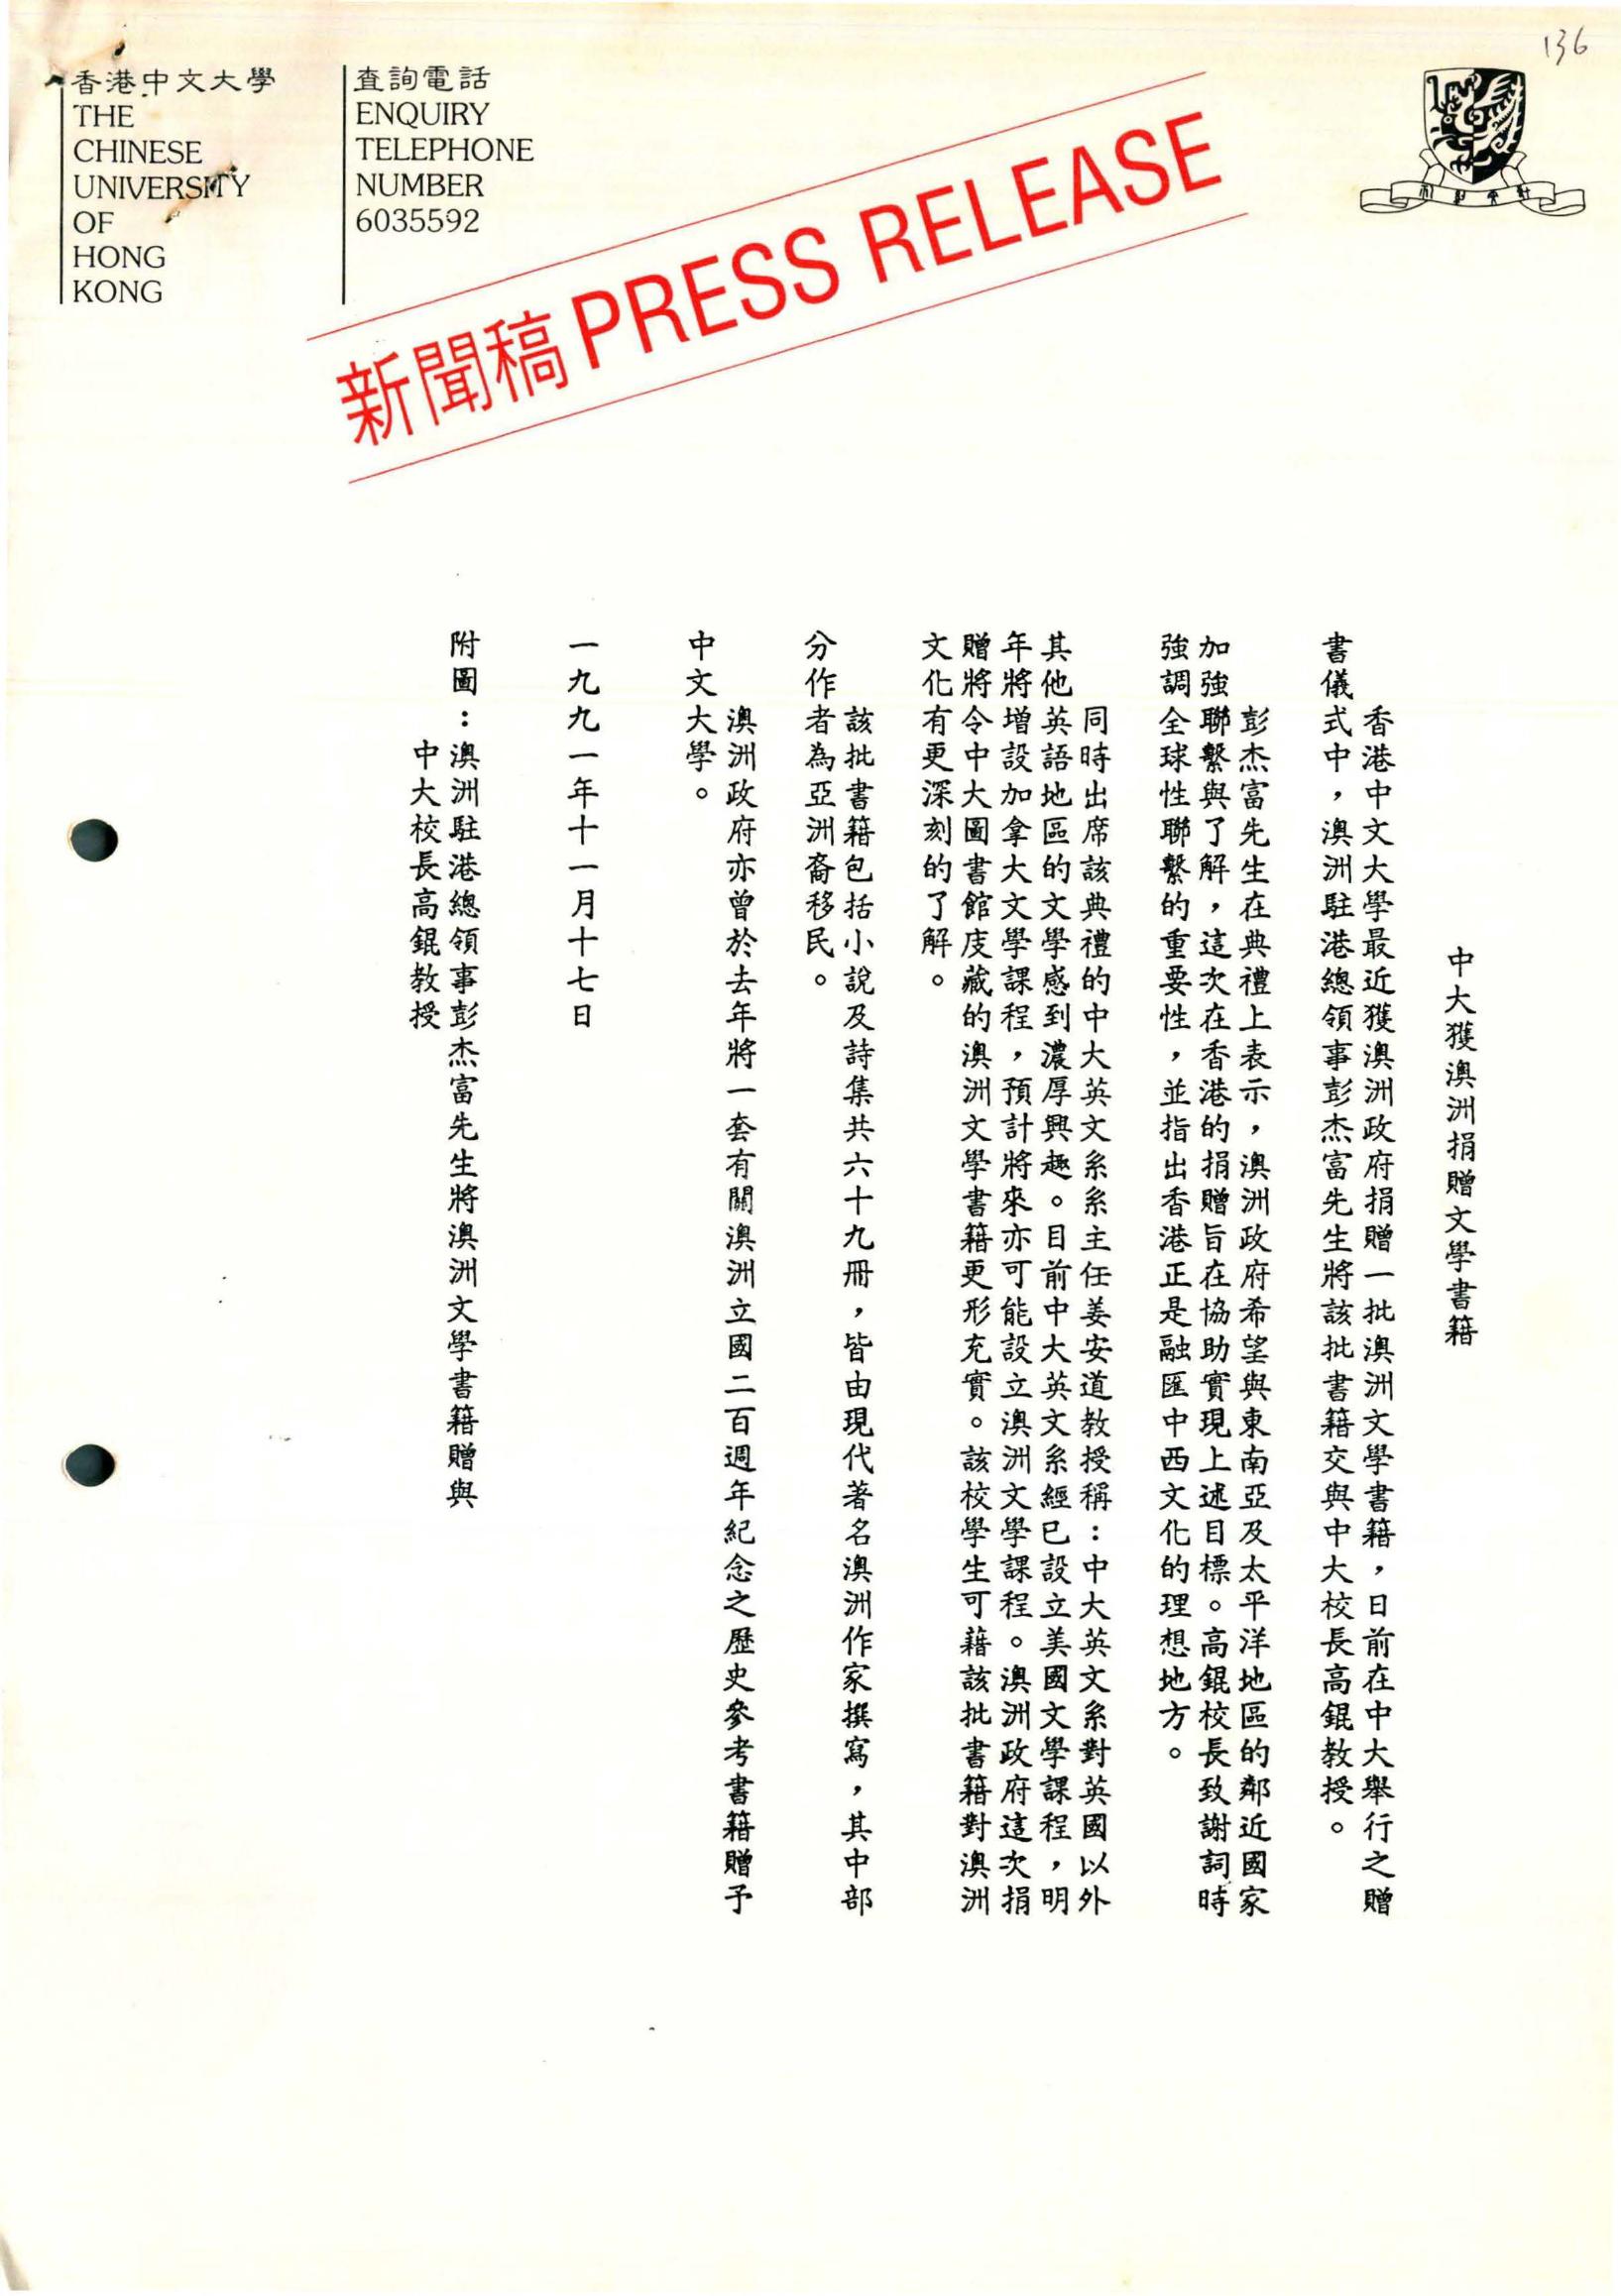 136
香港中文大學
THE
CHINESE
UNIVERSITY
OF
HONG
KONG
查詢電話
ENQUIRY
TELEPHONE
NUMBER
6035592
新聞稿 PRESS RELEASE
中大獲澳洲捐贈文學書籍
香港中文大學最近獲澳洲政府捐贈一批澳洲文學書籍，日前在中大舉行之贈
書儀式中，澳洲駐港總領事彭杰富先生將該批書籍交與中大校長高錕教授。
彭杰富先生在典禮上表示，澳洲政府希望與東南亞及太平洋地區的鄰近國家
加強聯繫與了解，這次在香港的捐贈旨在協助實現上述目標。高錕校長致謝詞時
強調全球性聯繫的重要性，並指出香港正是融匯中西文化的理想地方。
同時出席該典禮的中大英文系系主任姜安道教授稱：中大英文系對英國以外
其他英語地區的文學感到濃厚興趣。目前中大英文系經已設立美國文學課程，明
年將增設加拿大文學課程，預計將來亦可能設立澳洲文學課程。澳洲政府這次捐
贈將令中大圖書館庋藏的澳洲文學書籍更形充實。該校學生可藉該批書籍對澳洲
文化有更深刻的了解。
該批書籍包括小說及詩集共六十九冊，皆由現代著名澳洲作家撰寫，其中部
分作者為亞洲裔移民。
澳洲政府亦曾於去年將一套有關澳洲立國二百週年紀念之歷史參考書籍贈予
中文大學。
一九九一年十一月十七日
附圖：澳洲駐港總領事彭杰富先生將澳洲文學書籍贈與
中大校長高錕教授